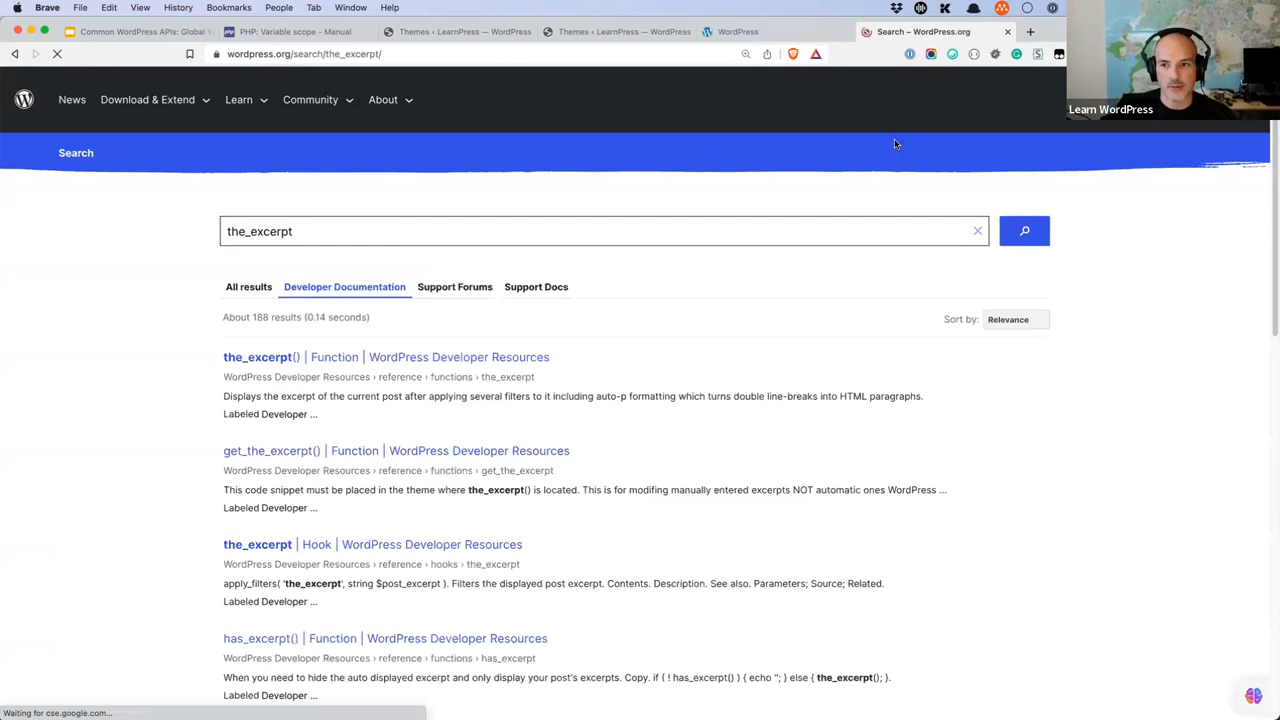 Brave File Edit View History Bookmarks People Tab Window Help
Common WordPress APIs: Global V
PHP: Variable scope - Manual
Themes ‹ LearnPress — WordPress
Themes ‹ LearnPress — WordPress
WordPress
Search – WordPress.org
wordpress.org/search/the_excerpt/
News Download & Extend Learn Community About
Learn WordPress
Search
the_excerpt
All results Developer Documentation Support Forums Support Docs
About 188 results (0.14 seconds)
Sort by: Relevance
the_excerpt() | Function | WordPress Developer Resources
WordPress Developer Resources › reference › functions › the_excerpt
Displays the excerpt of the current post after applying several filters to it including auto-p formatting which turns double line-breaks into HTML paragraphs.
Labeled Developer ...
get_the_excerpt() | Function | WordPress Developer Resources
WordPress Developer Resources › reference › functions › get_the_excerpt
This code snippet must be placed in the theme where the_excerpt() is located. This is for modifing manually entered excerpts NOT automatic ones WordPress ...
Labeled Developer ...
the_excerpt | Hook | WordPress Developer Resources
WordPress Developer Resources › reference › hooks › the_excerpt
apply_filters( 'the_excerpt', string $post_excerpt ). Filters the displayed post excerpt. Contents. Description. See also. Parameters; Source; Related.
Labeled Developer ...
has_excerpt() | Function | WordPress Developer Resources
WordPress Developer Resources › reference › functions › has_excerpt
When you need to hide the auto displayed excerpt and only display your post's excerpts. Copy. if ( ! has_excerpt() ) { echo ''; } else { the_excerpt(); }.
Labeled Developer ...
Waiting for cse.google.com...